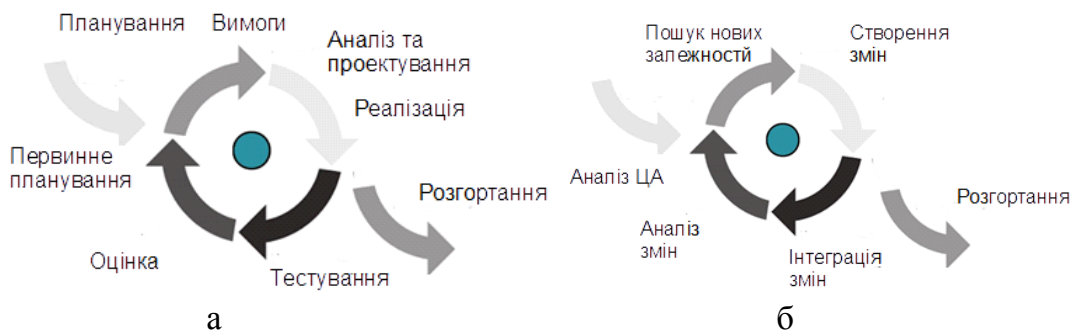 Планування
Вимоги
Аналіз та
проектування
Реалізація
Первинне
планування
Розгортання
Оцінка
Тестування
а
Пошук нових
залежності
Створення
змін
Аналіз ЦА
Розгортання
Аналіз
змін
Інтеграція
змін
б